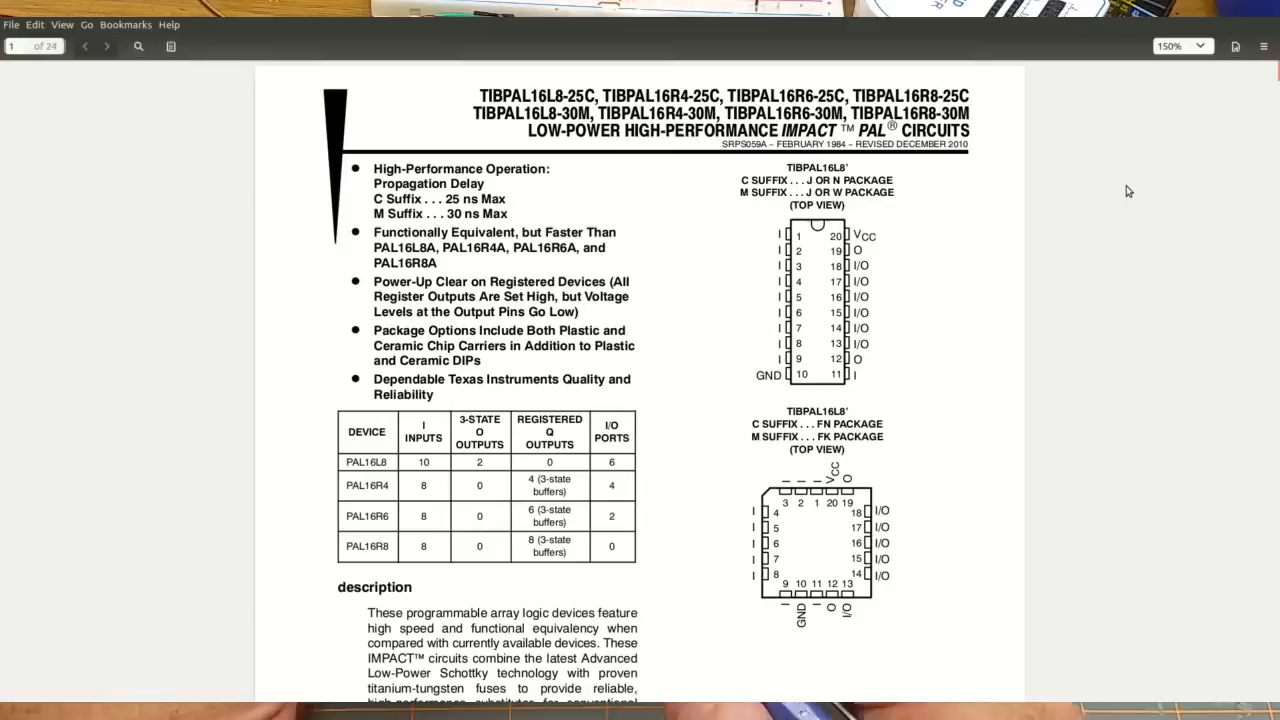 File Edit View Go Bookmarks Help
1 of 24
150%
TIBPAL16L8-25C, TIBPAL16R4-25C, TIBPAL16R6-25C, TIBPAL16R8-25C
TIBPAL16L8-30M, TIBPAL16R4-30M, TIBPAL16R6-30M, TIBPAL16R8-30M
LOW-POWER HIGH-PERFORMANCE IMPACT ™ PAL® CIRCUITS
SRPS059A – FEBRUARY 1984 – REVISED DECEMBER 2010
● High-Performance Operation:
Propagation Delay
C Suffix . . . 25 ns Max
M Suffix . . . 30 ns Max
● Functionally Equivalent, but Faster Than
PAL16L8A, PAL16R4A, PAL16R6A, and
PAL16R8A
● Power-Up Clear on Registered Devices (All
Register Outputs Are Set High, but Voltage
Levels at the Output Pins Go Low)
● Package Options Include Both Plastic and
Ceramic Chip Carriers in Addition to Plastic
and Ceramic DIPs
● Dependable Texas Instruments Quality and
Reliability
DEVICE I INPUTS 3-STATE O OUTPUTS REGISTERED Q OUTPUTS I/O PORTS
PAL16L8 10 2 0 6
PAL16R4 8 0 4 (3-state buffers) 4
PAL16R6 8 0 6 (3-state buffers) 2
PAL16R8 8 0 8 (3-state buffers) 0
description
These programmable array logic devices feature
high speed and functional equivalency when
compared with currently available devices. These
IMPACT™ circuits combine the latest Advanced
Low-Power Schottky technology with proven
titanium-tungsten fuses to provide reliable,
high-performance substitutes for conventional
TIBPAL16L8'
C SUFFIX . . . J OR N PACKAGE
M SUFFIX . . . J OR W PACKAGE
(TOP VIEW)
I 1 20 VCC
I 2 19 O
I 3 18 I/O
I 4 17 I/O
I 5 16 I/O
I 6 15 I/O
I 7 14 I/O
I 8 13 I/O
I 9 12 O
GND 10 11 I
TIBPAL16L8'
C SUFFIX . . . FN PACKAGE
M SUFFIX . . . FK PACKAGE
(TOP VIEW)
I I I VCC O
3 2 1 20 19
I 4 18 I/O
I 5 17 I/O
I 6 16 I/O
I 7 15 I/O
I 8 14 I/O
9 10 11 12 13
I GND I O I/O